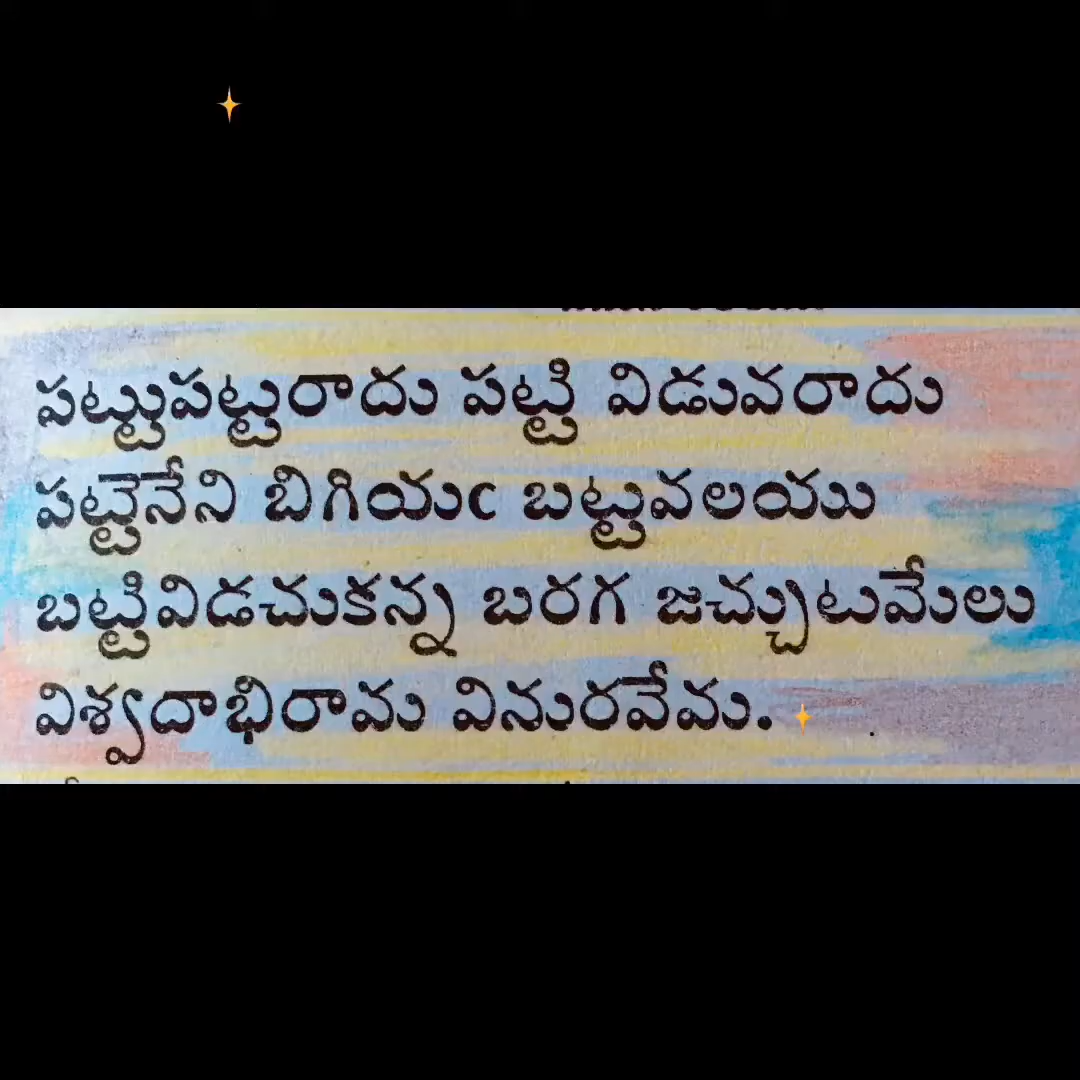 పట్టుపట్టరాదు పట్టి విడువరాదు
పట్టెనేని బిగియఁ బట్టవలయు
బట్టివిడచుకన్న బరగ జచ్చుటమేలు
విశ్వదాభిరామ వినురవేమ.